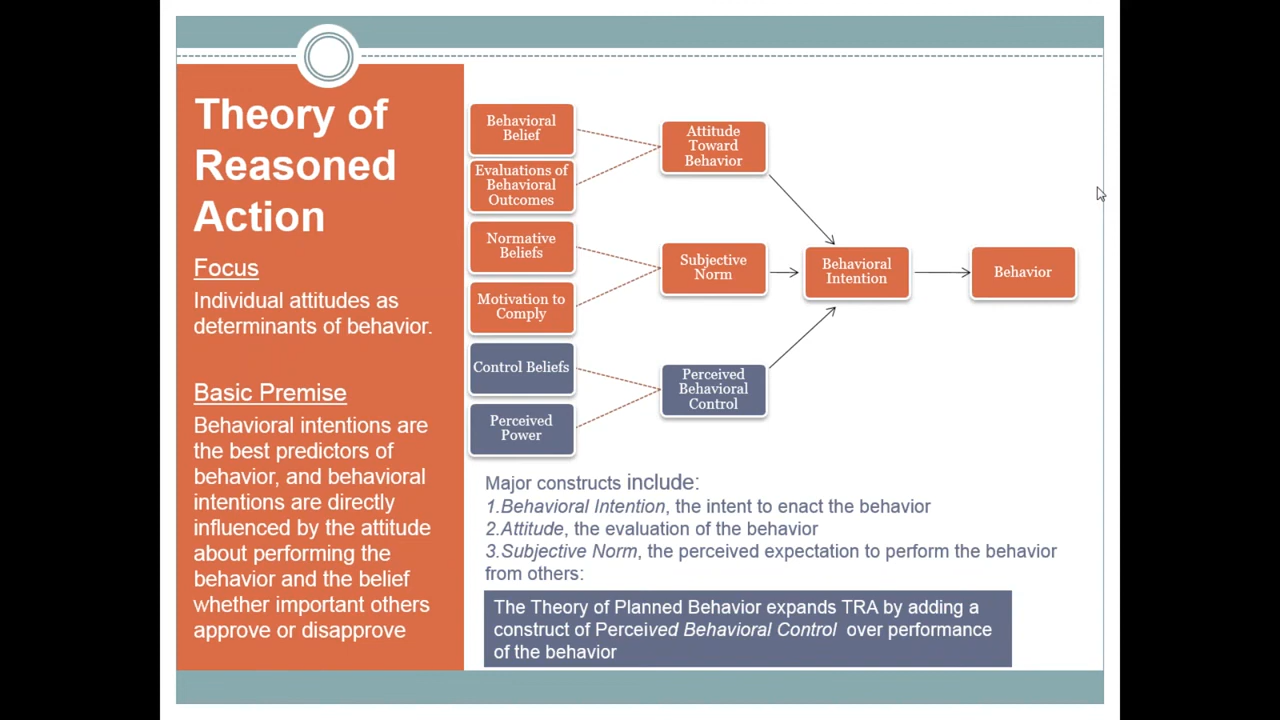 Theory of
Reasoned
Action
Focus
Individual attitudes as
determinants of behavior.
Basic Premise
Behavioral intentions are
the best predictors of
behavior, and behavioral
intentions are directly
influenced by the attitude
about performing the
behavior and the belief
whether important others
approve or disapprove
Behavioral
Belief
Evaluations of
Behavioral
Outcomes
Normative
Beliefs
Motivation to
Comply
Control Beliefs
Perceived
Power
Attitude
Toward
Behavior
Subjective
Norm
Perceived
Behavioral
Control
Behavioral
Intention
Behavior
Major constructs include:
1.Behavioral Intention, the intent to enact the behavior
2.Attitude, the evaluation of the behavior
3.Subjective Norm, the perceived expectation to perform the behavior
from others:
The Theory of Planned Behavior expands TRA by adding a
construct of Perceived Behavioral Control over performance
of the behavior